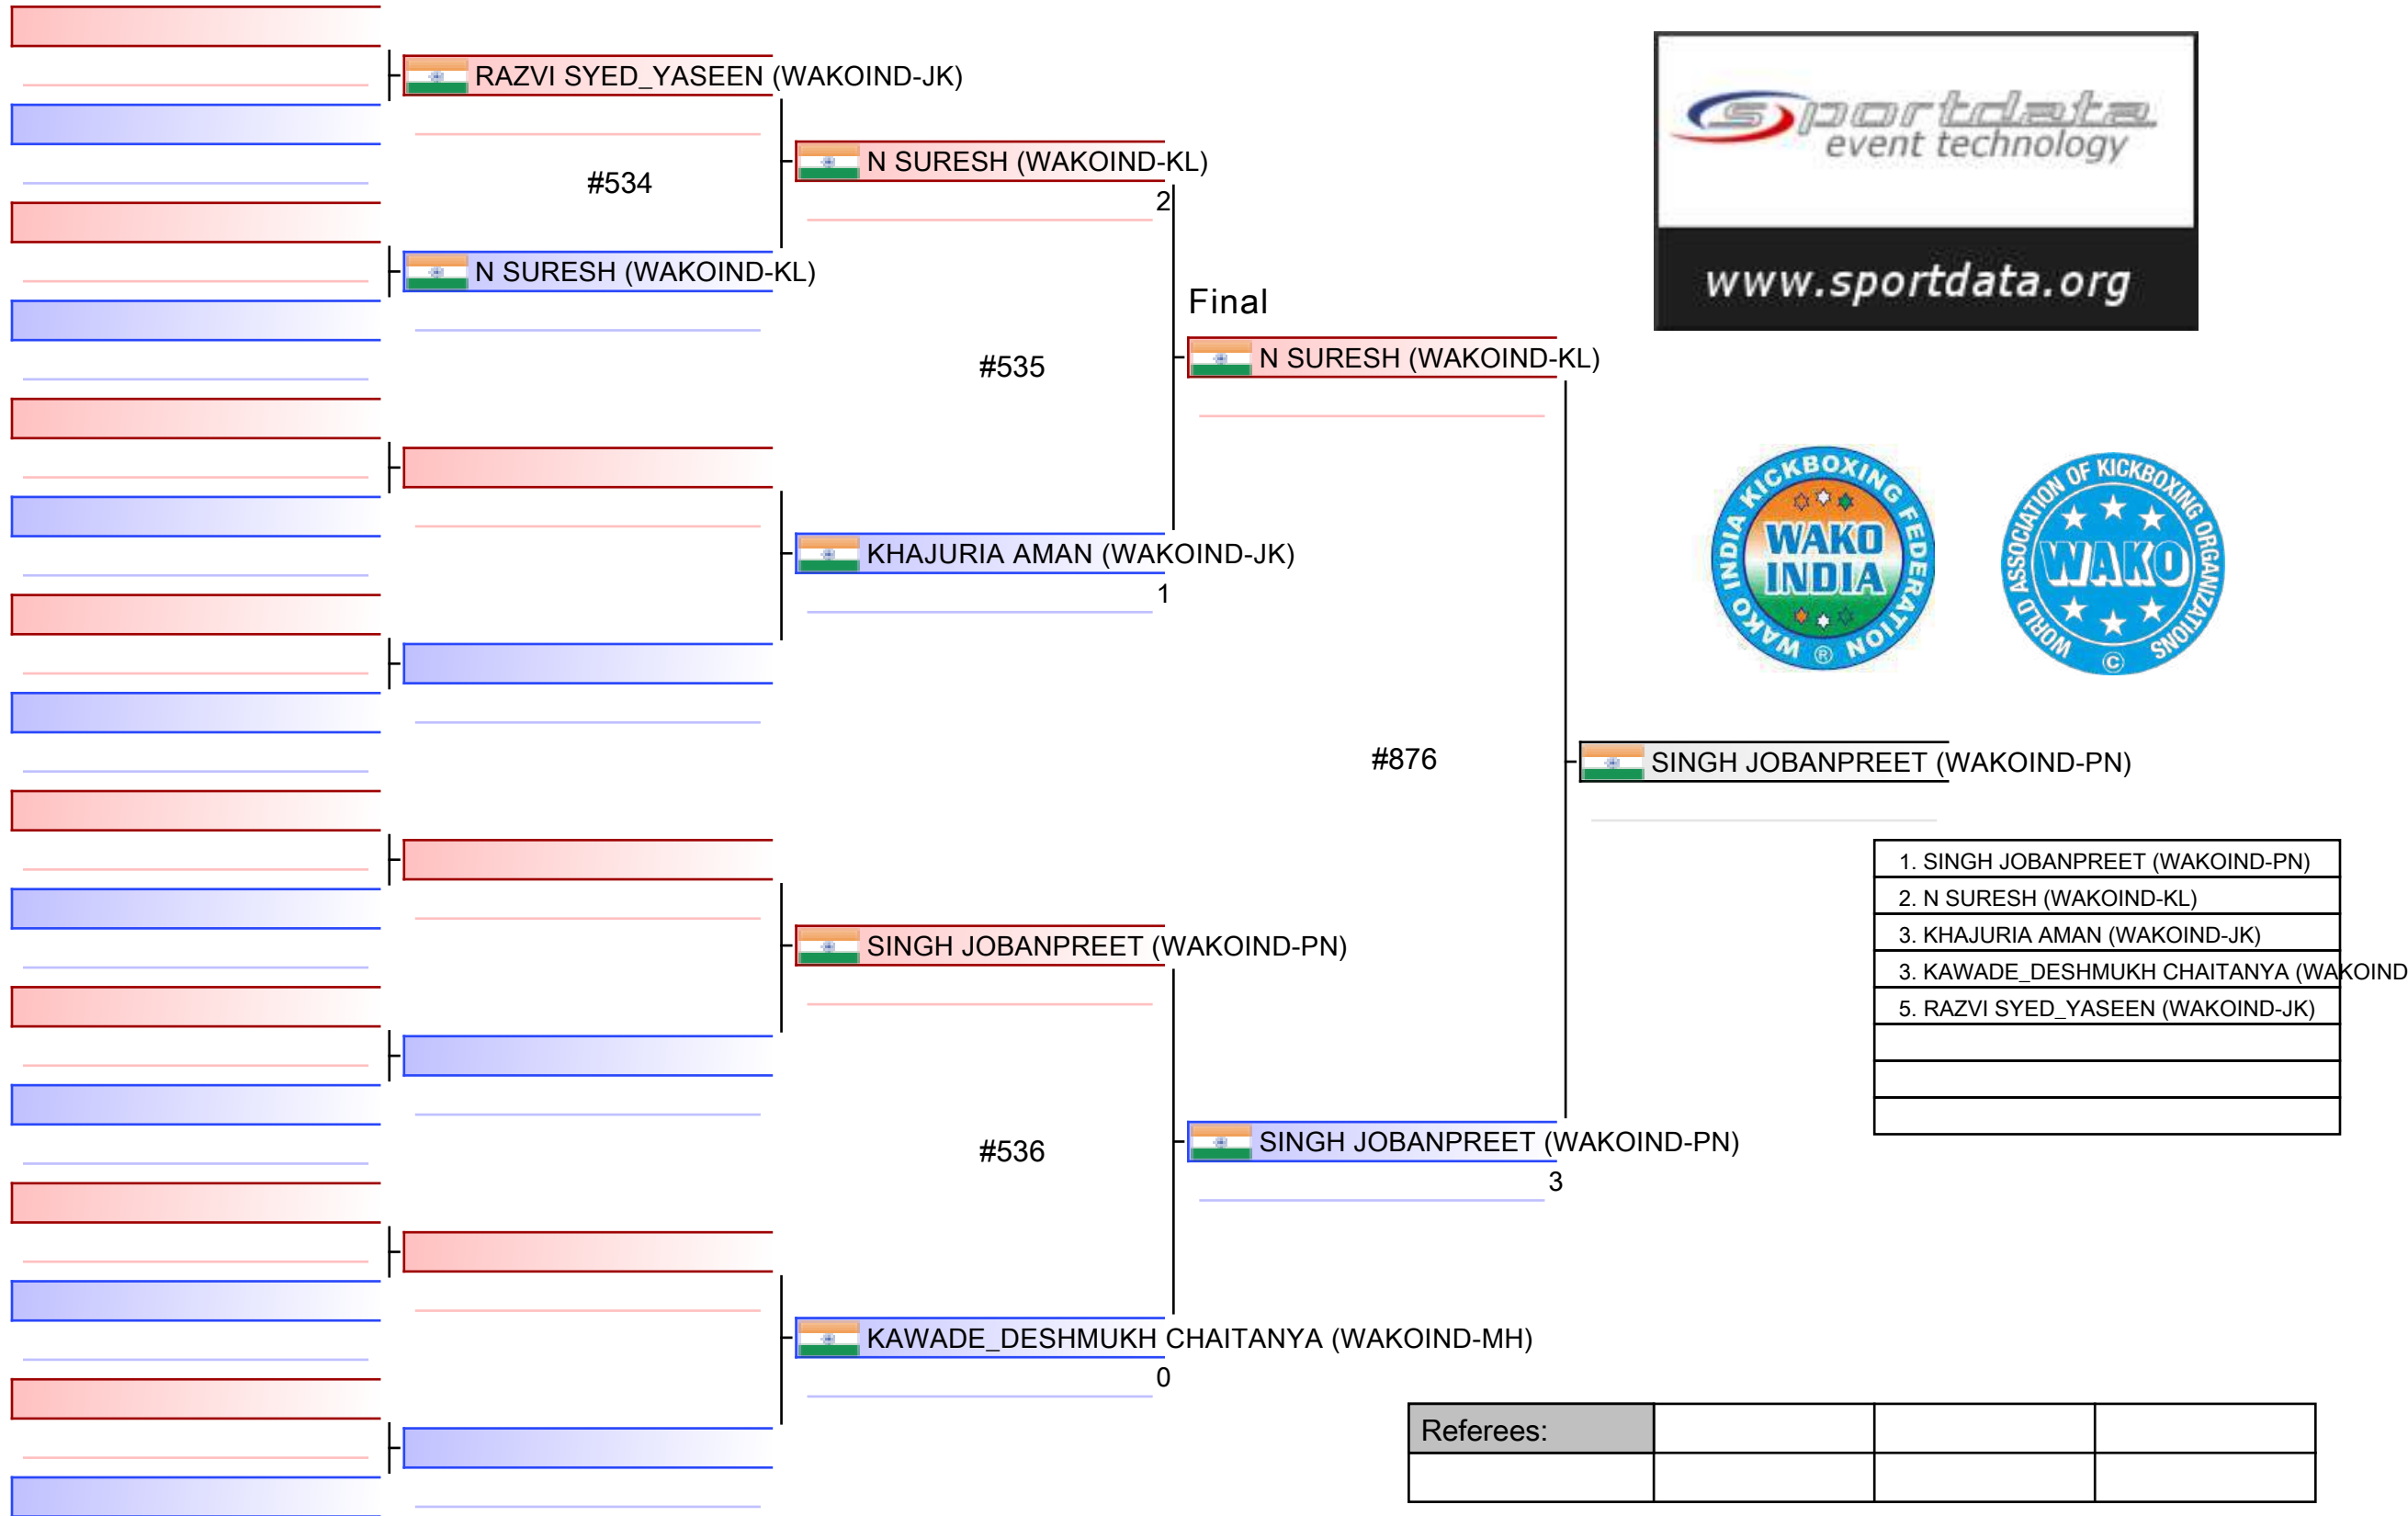 RAZVI SYED_YASEEN (WAKOIND-JK)
#534
N SURESH (WAKOIND-KL)
N SURESH (WAKOIND-KL)
2
#535
KHAJURIA AMAN (WAKOIND-JK)
1
Final
N SURESH (WAKOIND-KL)
#876
SINGH JOBANPREET (WAKOIND-PN)
SINGH JOBANPREET (WAKOIND-PN)
#536
SINGH JOBANPREET (WAKOIND-PN)
3
KAWADE_DESHMUKH CHAITANYA (WAKOIND-MH)
0
sportdata
event technology
www.sportdata.org
WAKO INDIA KICKBOXING FEDERATION ®
WAKO
INDIA
WORLD ASSOCIATION OF KICKBOXING ORGANIZATIONS ©
WAKO
1. SINGH JOBANPREET (WAKOIND-PN)
2. N SURESH (WAKOIND-KL)
3. KHAJURIA AMAN (WAKOIND-JK)
3. KAWADE_DESHMUKH CHAITANYA (WAKOIND
5. RAZVI SYED_YASEEN (WAKOIND-JK)
Referees: